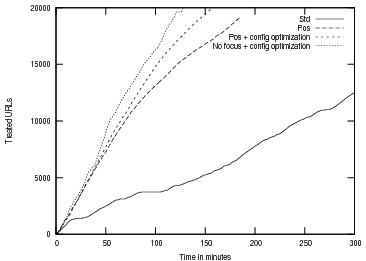 20000
Std
Pos
Pos + config optimization
No focus + config optimization
15000
Treated URLs
10000
5000
0
0 50 100 150 200 250 300
Time in minutes